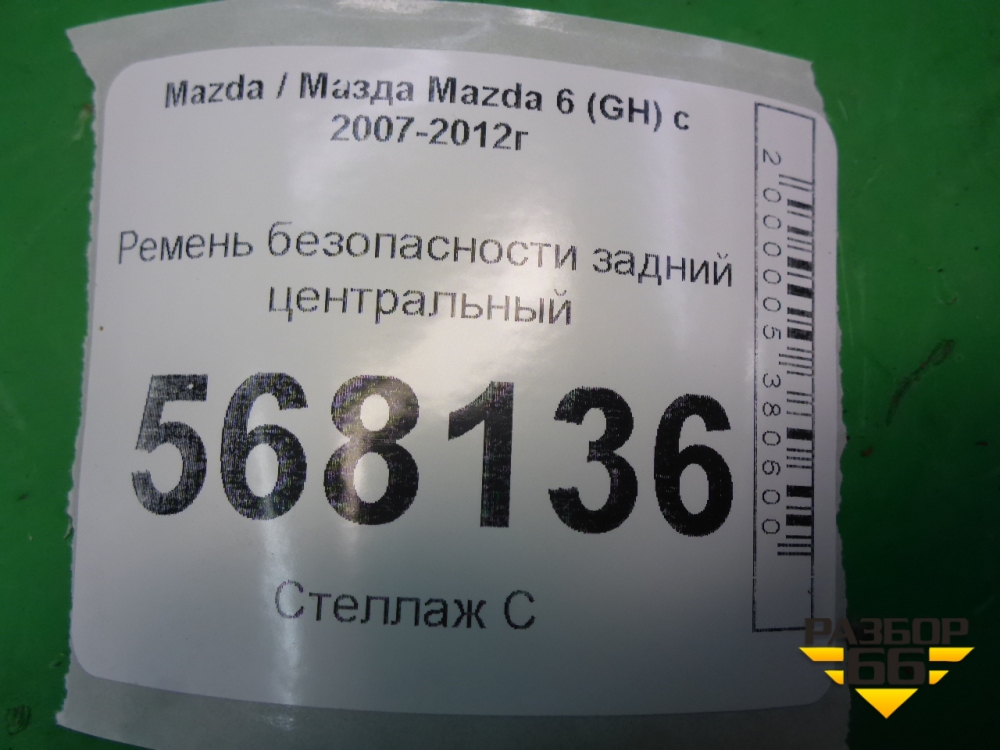 Mazda / Мазда Mazda 6 (GH) с
2007-2012г
Ремень безопасности задний
центральный
568136
Стеллаж С
2000005380600
РАЗБОР
66